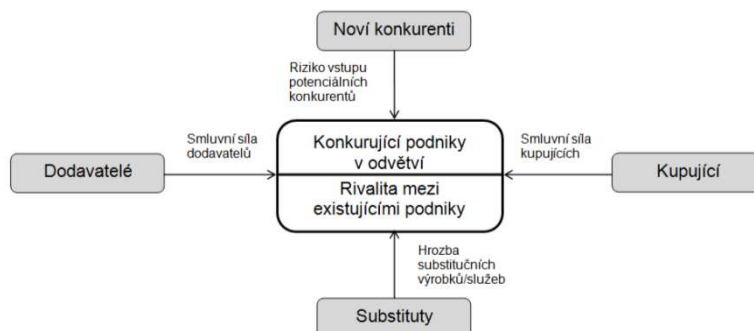 Noví konkurenti
Riziko vstupu
potenciálních
konkurentů
Smluvní síla
dodavatelů
Konkurující podniky
v odvětví
Smluvní síla
kupujících
Dodavatelé
Kupující
Rivalita mezi
existujícími podniky
Hrozba
substitučních
výrobků/služeb
Substituty